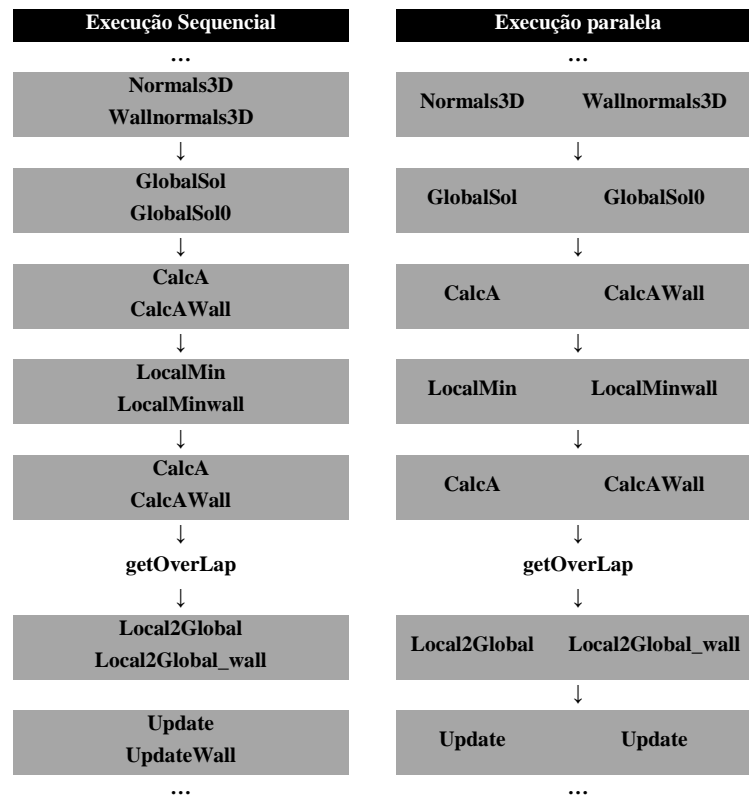 Execução Sequencial
...
Normals3D
Wallnormals3D
↓
GlobalSol
GlobalSol0
↓
CalcA
CalcAWall
↓
LocalMin
LocalMinwall
↓
CalcA
CalcAWall
↓
getOverLap
↓
Local2Global
Local2Global_wall
Update
UpdateWall
...
Execução paralela
...
Normals3D Wallnormals3D
↓
GlobalSol GlobalSol0
↓
CalcA CalcAWall
↓
LocalMin LocalMinwall
↓
CalcA CalcAWall
↓
getOverLap
↓
Local2Global Local2Global_wall
↓
Update Update
...